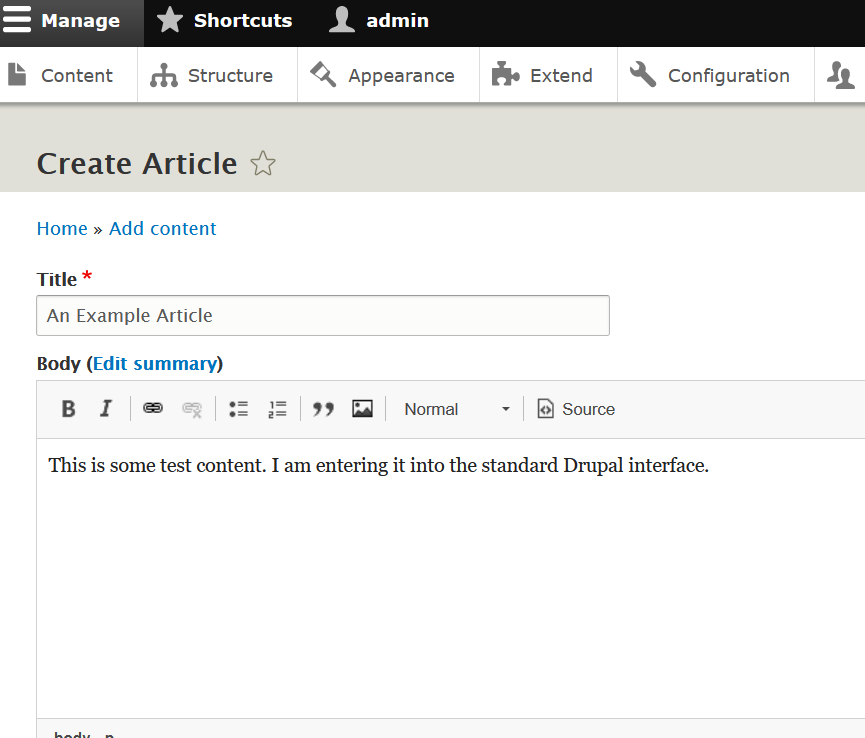 Manage Shortcuts admin
Content Structure Appearance Extend Configuration
Create Article
Home » Add content
Title *
An Example Article
Body (Edit summary)
B I Normal Source
This is some test content. I am entering it into the standard Drupal interface.
body p